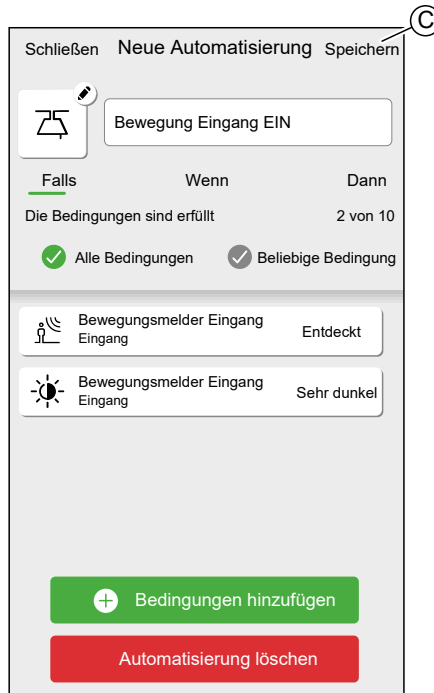 C
Schließen Neue Automatisierung Speichern
Bewegung Eingang EIN
Falls Wenn Dann
Die Bedingungen sind erfüllt 2 von 10
Alle Bedingungen Beliebige Bedingung
Bewegungsmelder Eingang
Eingang
Entdeckt
Bewegungsmelder Eingang
Eingang
Sehr dunkel
Bedingungen hinzufügen
Automatisierung löschen